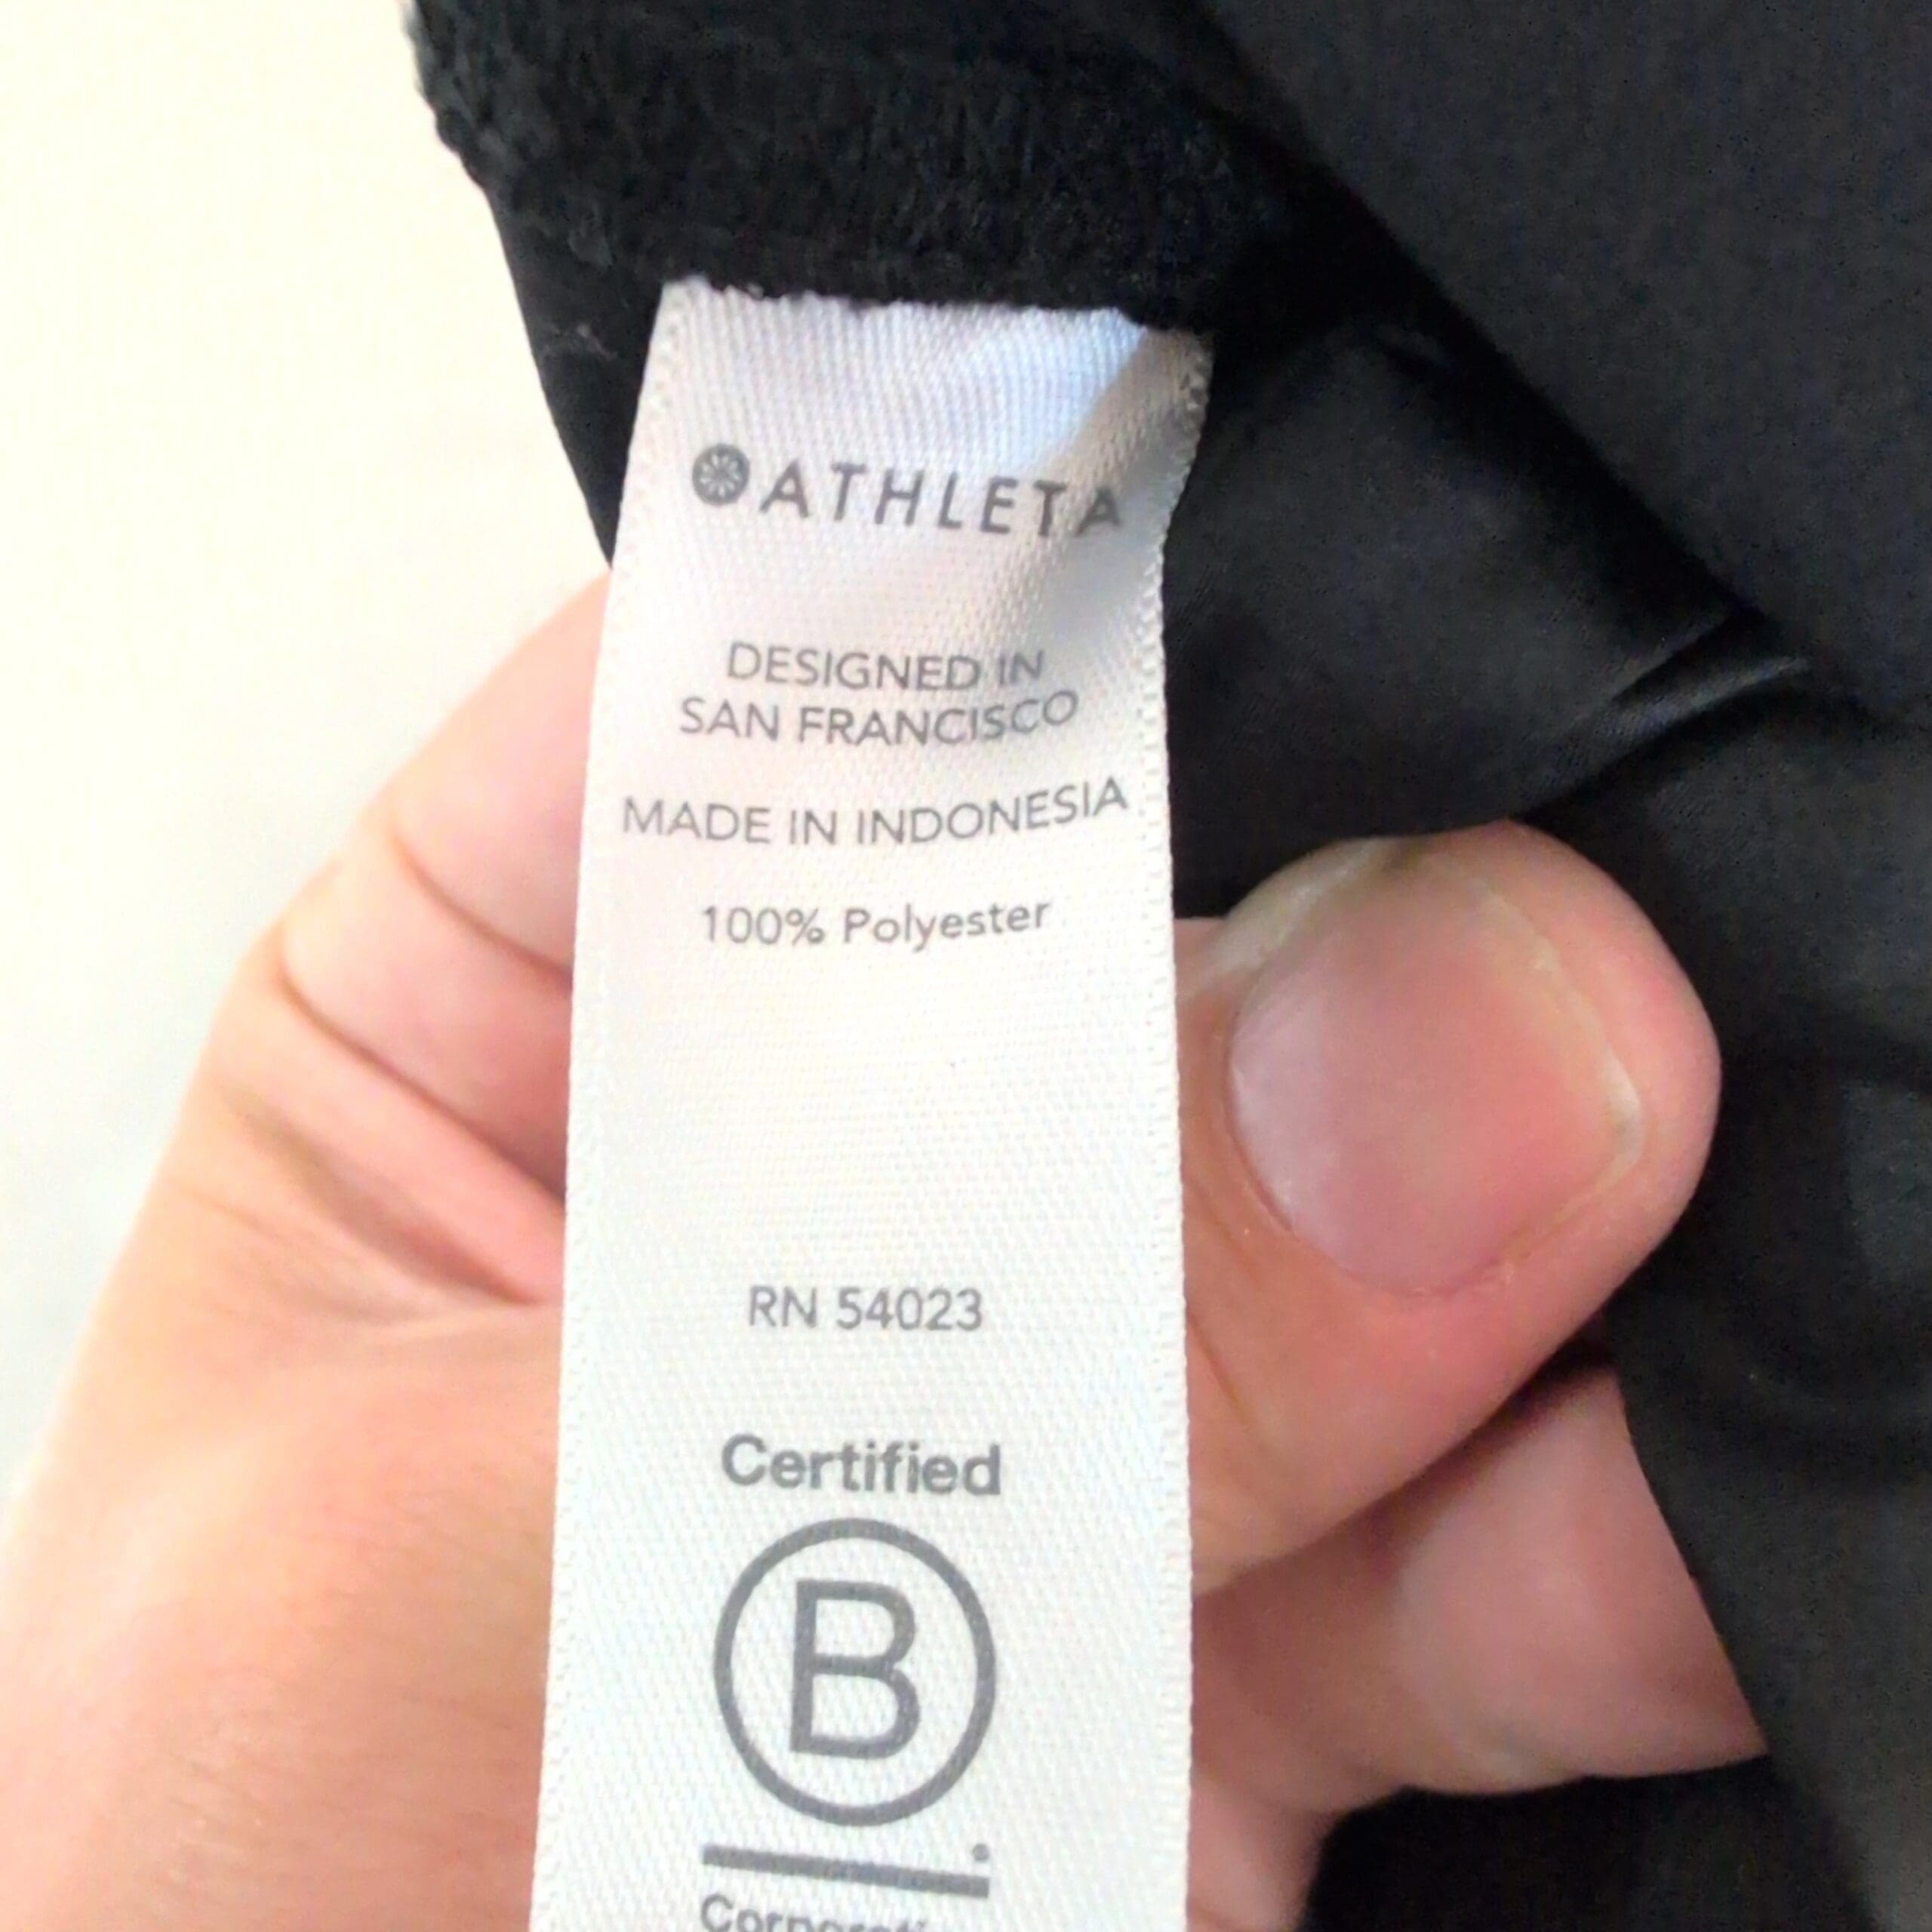 ATHLETA
DESIGNED IN
SAN FRANCISCO
MADE IN INDONESIA
100% Polyester
RN 54023
Certified
B